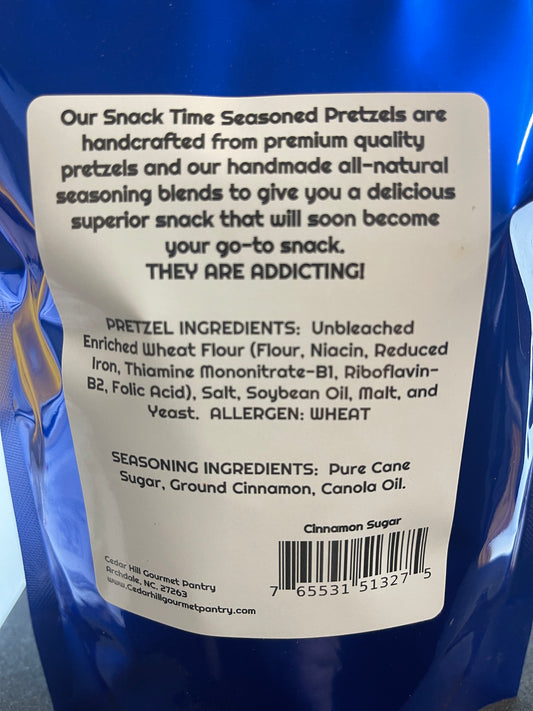 Our Snack Time Seasoned Pretzels are
handcrafted from premium quality
pretzels and our handmade all-natural
seasoning blends to give you a delicious
superior snack that will soon become
your go-to snack.
THEY ARE ADDICTING!
PRETZEL INGREDIENTS: Unbleached
Enriched Wheat Flour (Flour, Niacin, Reduced
Iron, Thiamine Mononitrate-B1, Riboflavin-
B2, Folic Acid), Salt, Soybean Oil, Malt, and
Yeast. ALLERGEN: WHEAT
SEASONING INGREDIENTS: Pure Cane
Sugar, Ground Cinnamon, Canola Oil.
Cinnamon Sugar
7 65531 51327 5
Cedar Hill Gourmet Pantry
Archdale, NC. 27263
www.Cedarhillgourmetpantry.com